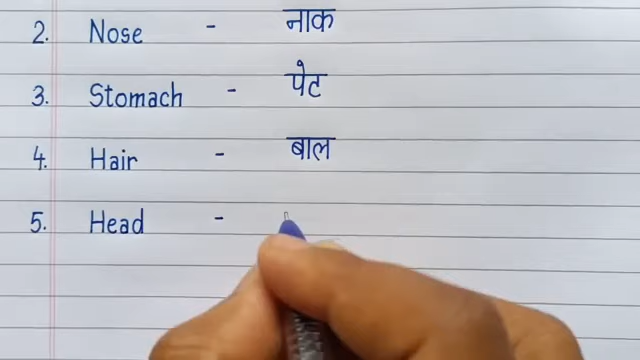 2. Nose - नाक
3. Stomach - पेट
4. Hair - बाल
5. Head -